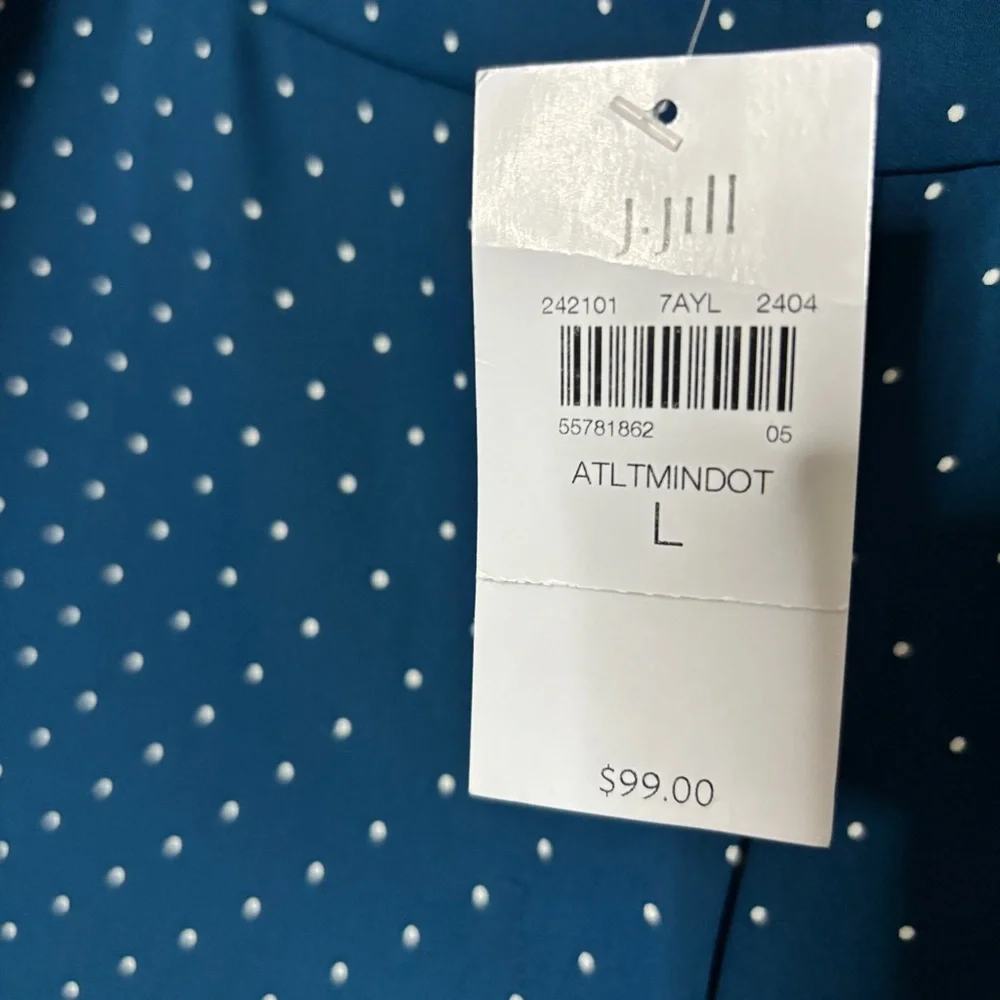 J.Jill
242101 7AYL 2404
55781862 05
ATLTMINDOT
L
$99.00